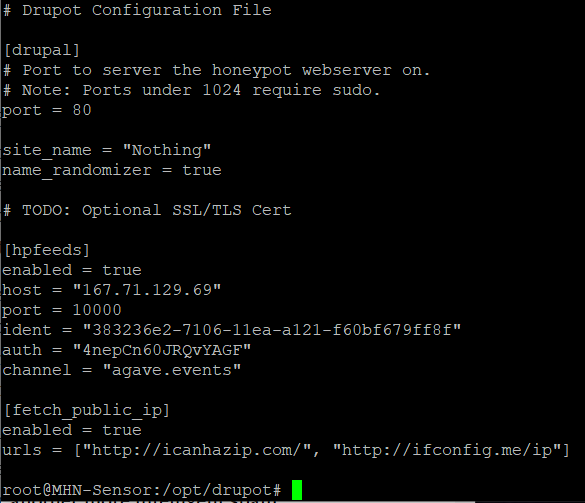 # Drupot Configuration File
[drupal]
# Port to server the honeypot webserver on.
# Note: Ports under 1024 require sudo.
port = 80
site_name = "Nothing"
name_randomizer = true
# TODO: Optional SSL/TLS Cert
[hpfeeds]
enabled = true
host = "167.71.129.69"
port = 10000
ident = "383236e2-7106-11ea-a121-f60bf679ff8f"
auth = "4nepCn60JRQvYAGF"
channel = "agave.events"
[fetch_public_ip]
enabled = true
urls = ["http://icanhazip.com/", "http://ifconfig.me/ip"]
root@MHN-Sensor:/opt/drupot#